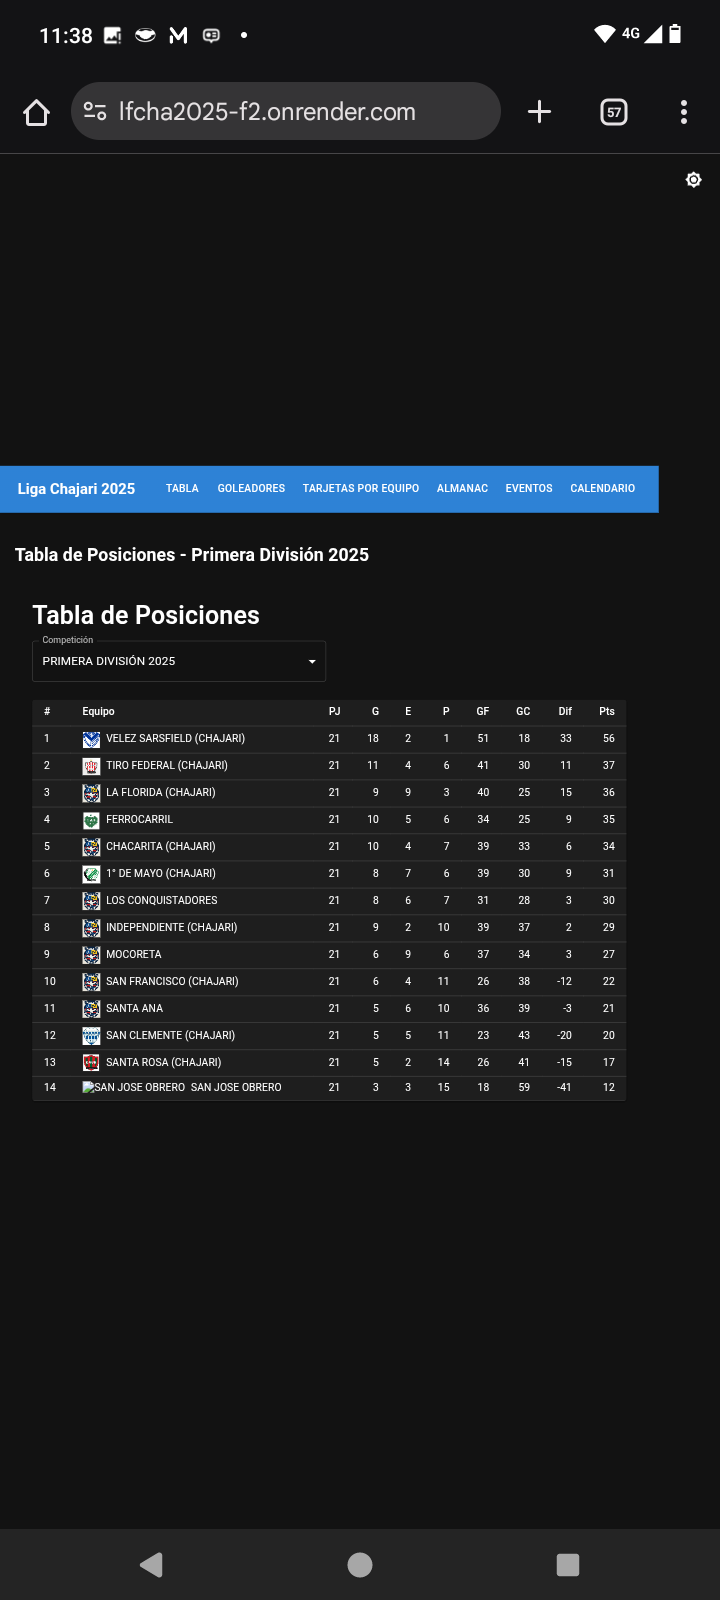 11:38
4G
lfcha2025-f2.onrender.com
57
Liga Chajari 2025 TABLA GOLEADORES TARJETAS POR EQUIPO ALMANAC EVENTOS CALENDARIO
Tabla de Posiciones - Primera División 2025
Tabla de Posiciones
Competición
PRIMERA DIVISIÓN 2025
# Equipo PJ G E P GF GC Dif Pts
1 VELEZ SARSFIELD (CHAJARI) 21 18 2 1 51 18 33 56
2 TIRO FEDERAL (CHAJARI) 21 11 4 6 41 30 11 37
3 LA FLORIDA (CHAJARI) 21 9 9 3 40 25 15 36
4 FERROCARRIL 21 10 5 6 34 25 9 35
5 CHACARITA (CHAJARI) 21 10 4 7 39 33 6 34
6 1° DE MAYO (CHAJARI) 21 8 7 6 39 30 9 31
7 LOS CONQUISTADORES 21 8 6 7 31 28 3 30
8 INDEPENDIENTE (CHAJARI) 21 9 2 10 39 37 2 29
9 MOCORETA 21 6 9 6 37 34 3 27
10 SAN FRANCISCO (CHAJARI) 21 6 4 11 26 38 -12 22
11 SANTA ANA 21 5 6 10 36 39 -3 21
12 SAN CLEMENTE (CHAJARI) 21 5 5 11 23 43 -20 20
13 SANTA ROSA (CHAJARI) 21 5 2 14 26 41 -15 17
14 SAN JOSE OBRERO SAN JOSE OBRERO 21 3 3 15 18 59 -41 12